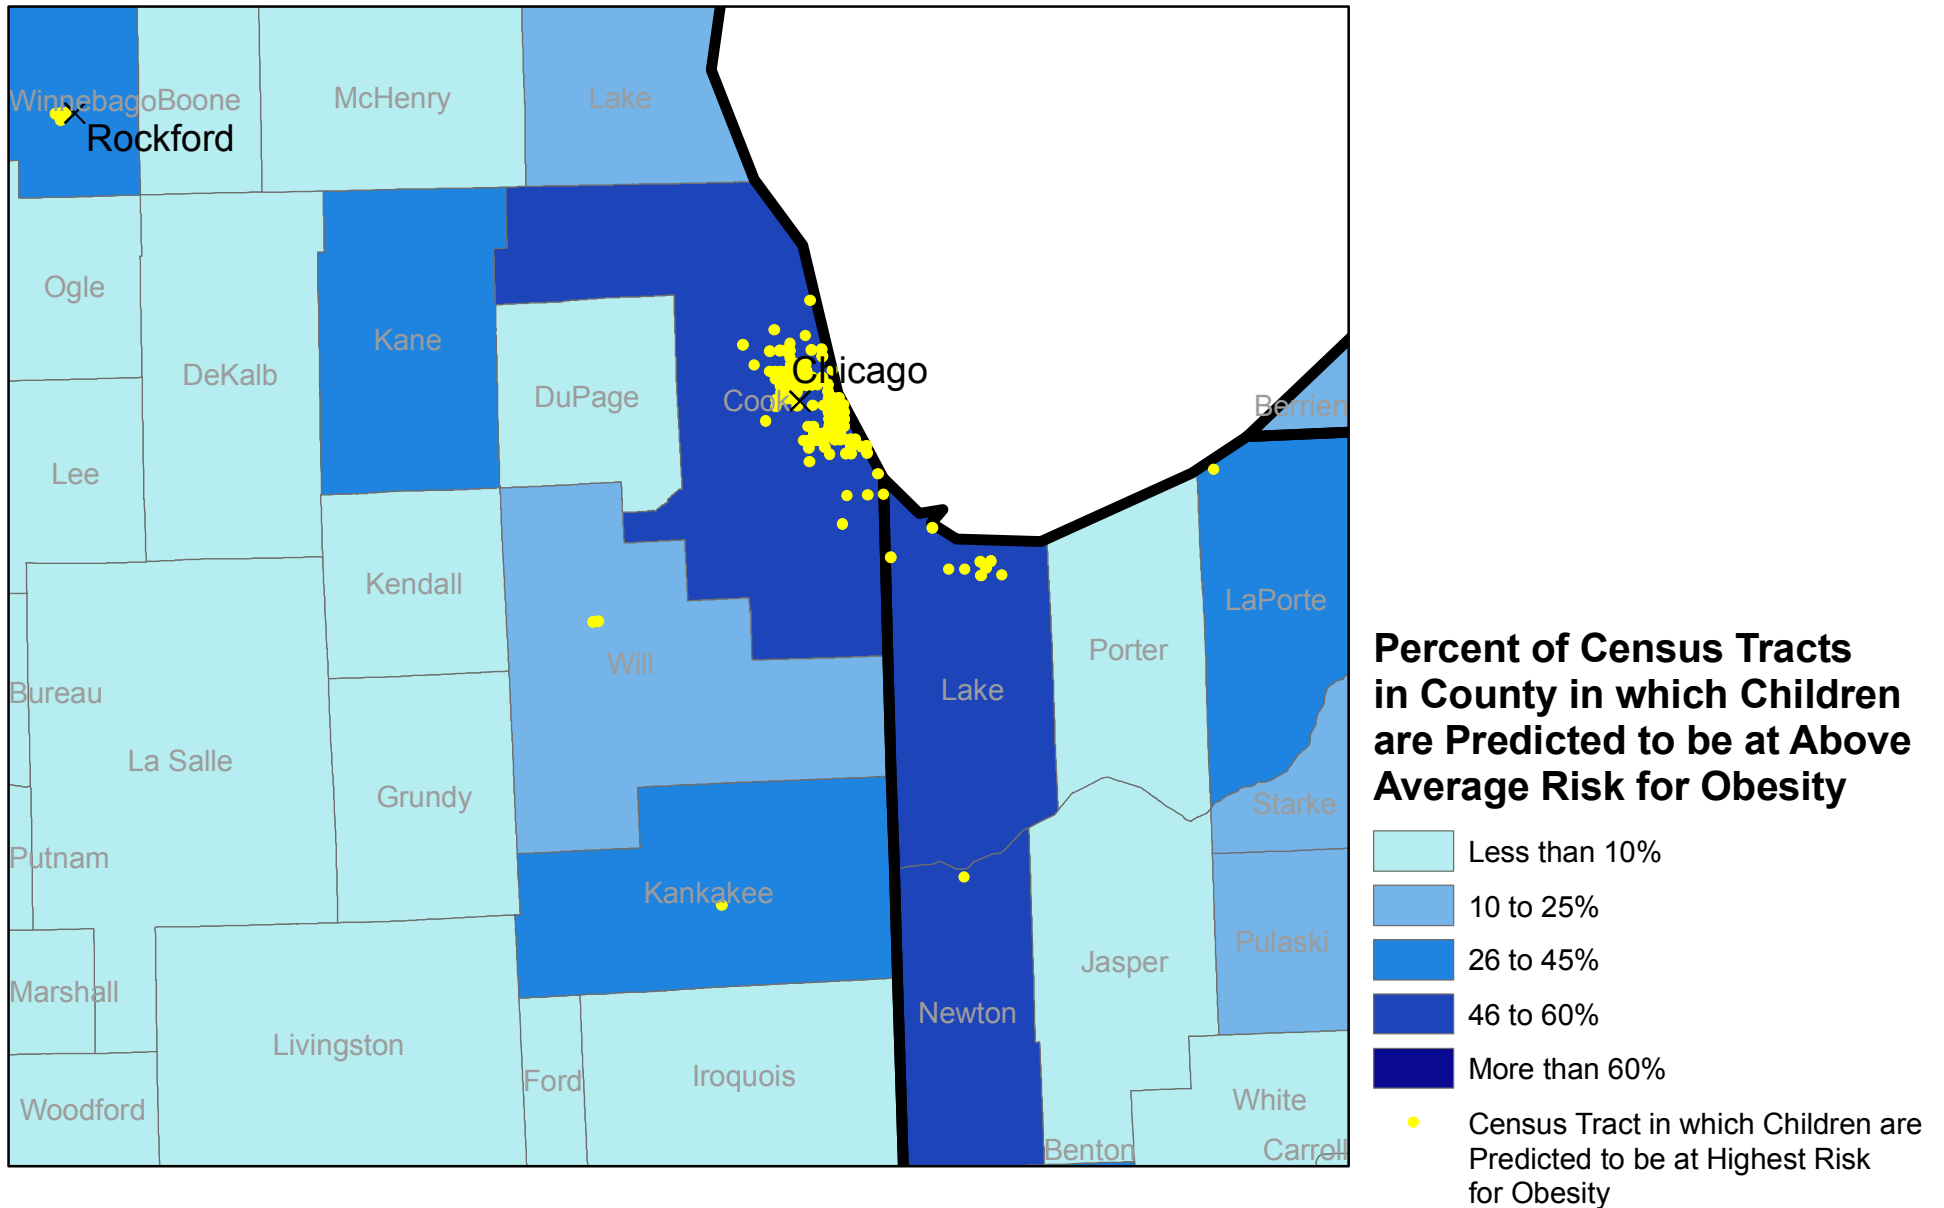 McHenry
Lake
WinnebagoBoone
Rockford
Ogle
Kane
DeKalb
Chicago
DuPage
Cook
Berrien
Lee
Kendall
LaPorte
Porter
Will
Lake
Bureau
La Salle
Grundy
Starke
Putnam
Kankakee
Pulaski
Jasper
Marshall
Newton
Livingston
Iroquois
Ford
White
Woodford
Benton
Carroll
Percent of Census Tracts
in County in which Children
are Predicted to be at Above
Average Risk for Obesity
Less than 10%
10 to 25%
26 to 45%
46 to 60%
More than 60%
Census Tract in which Children are
Predicted to be at Highest Risk
for Obesity